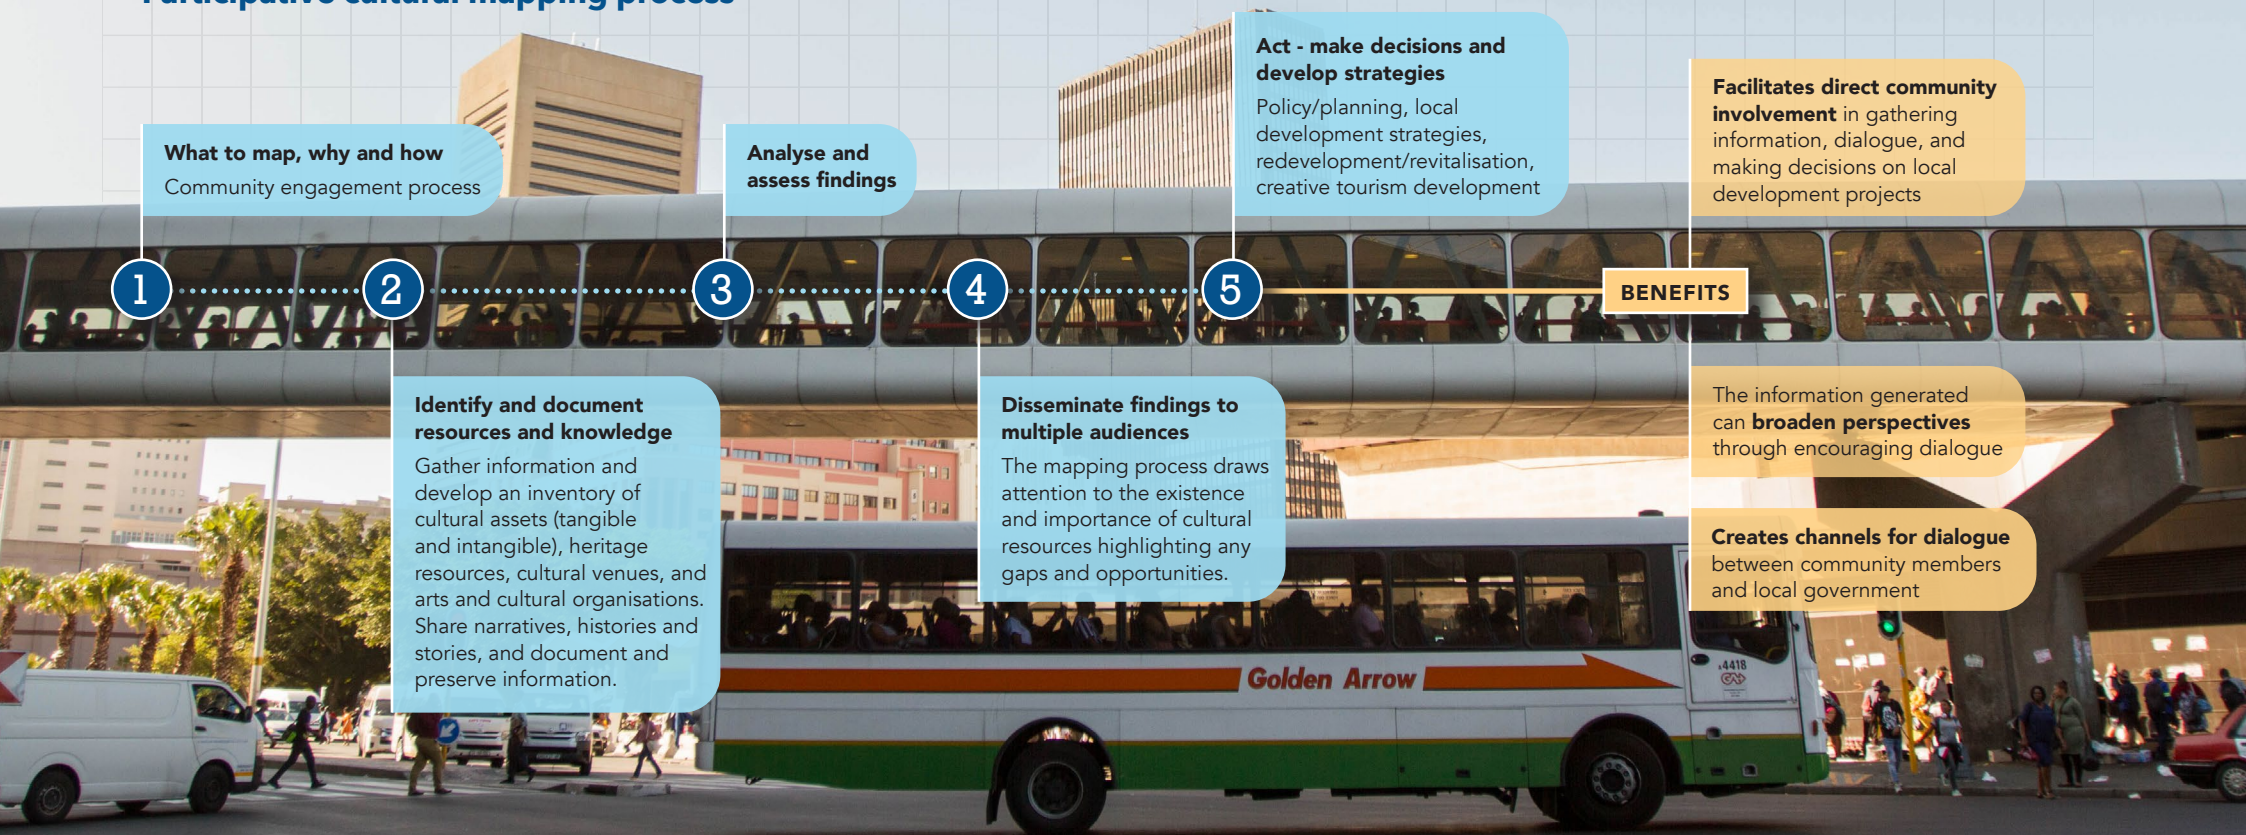 Participative cultural mapping process
What to map, why and how
Community engagement process
1
2
Identify and document
resources and knowledge
Gather information and
develop an inventory of
cultural assets (tangible
and intangible), heritage
resources, cultural venues, and
arts and cultural organisations.
Share narratives, histories and
stories, and document and
preserve information.
Analyse and
assess findings
3
4
Disseminate findings to
multiple audiences
The mapping process draws
attention to the existence
and importance of cultural
resources highlighting any
gaps and opportunities.
Act - make decisions and
develop strategies
Policy/planning, local
development strategies,
redevelopment/revitalisation,
creative tourism development
5
BENEFITS
Facilitates direct community
involvement in gathering
information, dialogue, and
making decisions on local
development projects
The information generated
can broaden perspectives
through encouraging dialogue
Creates channels for dialogue
between community members
and local government
Golden Arrow
4418